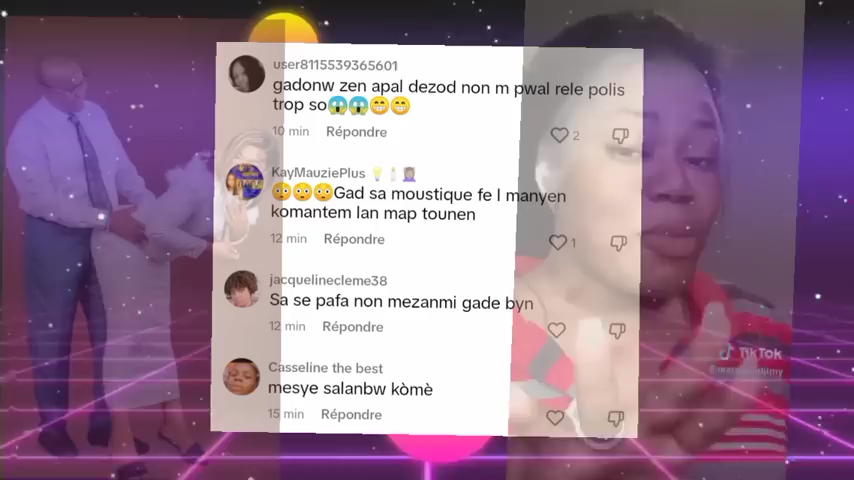 user8115539365601
gadonw zen apal dezod non m pwal rele polis
trop so😱😱😁😁
10 min Répondre
2
KayMauziePlus 💡🕯️💆🏾‍♀️
😳😳😳Gad sa moustique fe l manyen
komantem lan map tounen
12 min Répondre
1
jacquelinecleme38
Sa se pafa non mezanmi gade byn
12 min Répondre
Casseline the best
mesye salanbw kòmè
15 min Répondre
TikTok